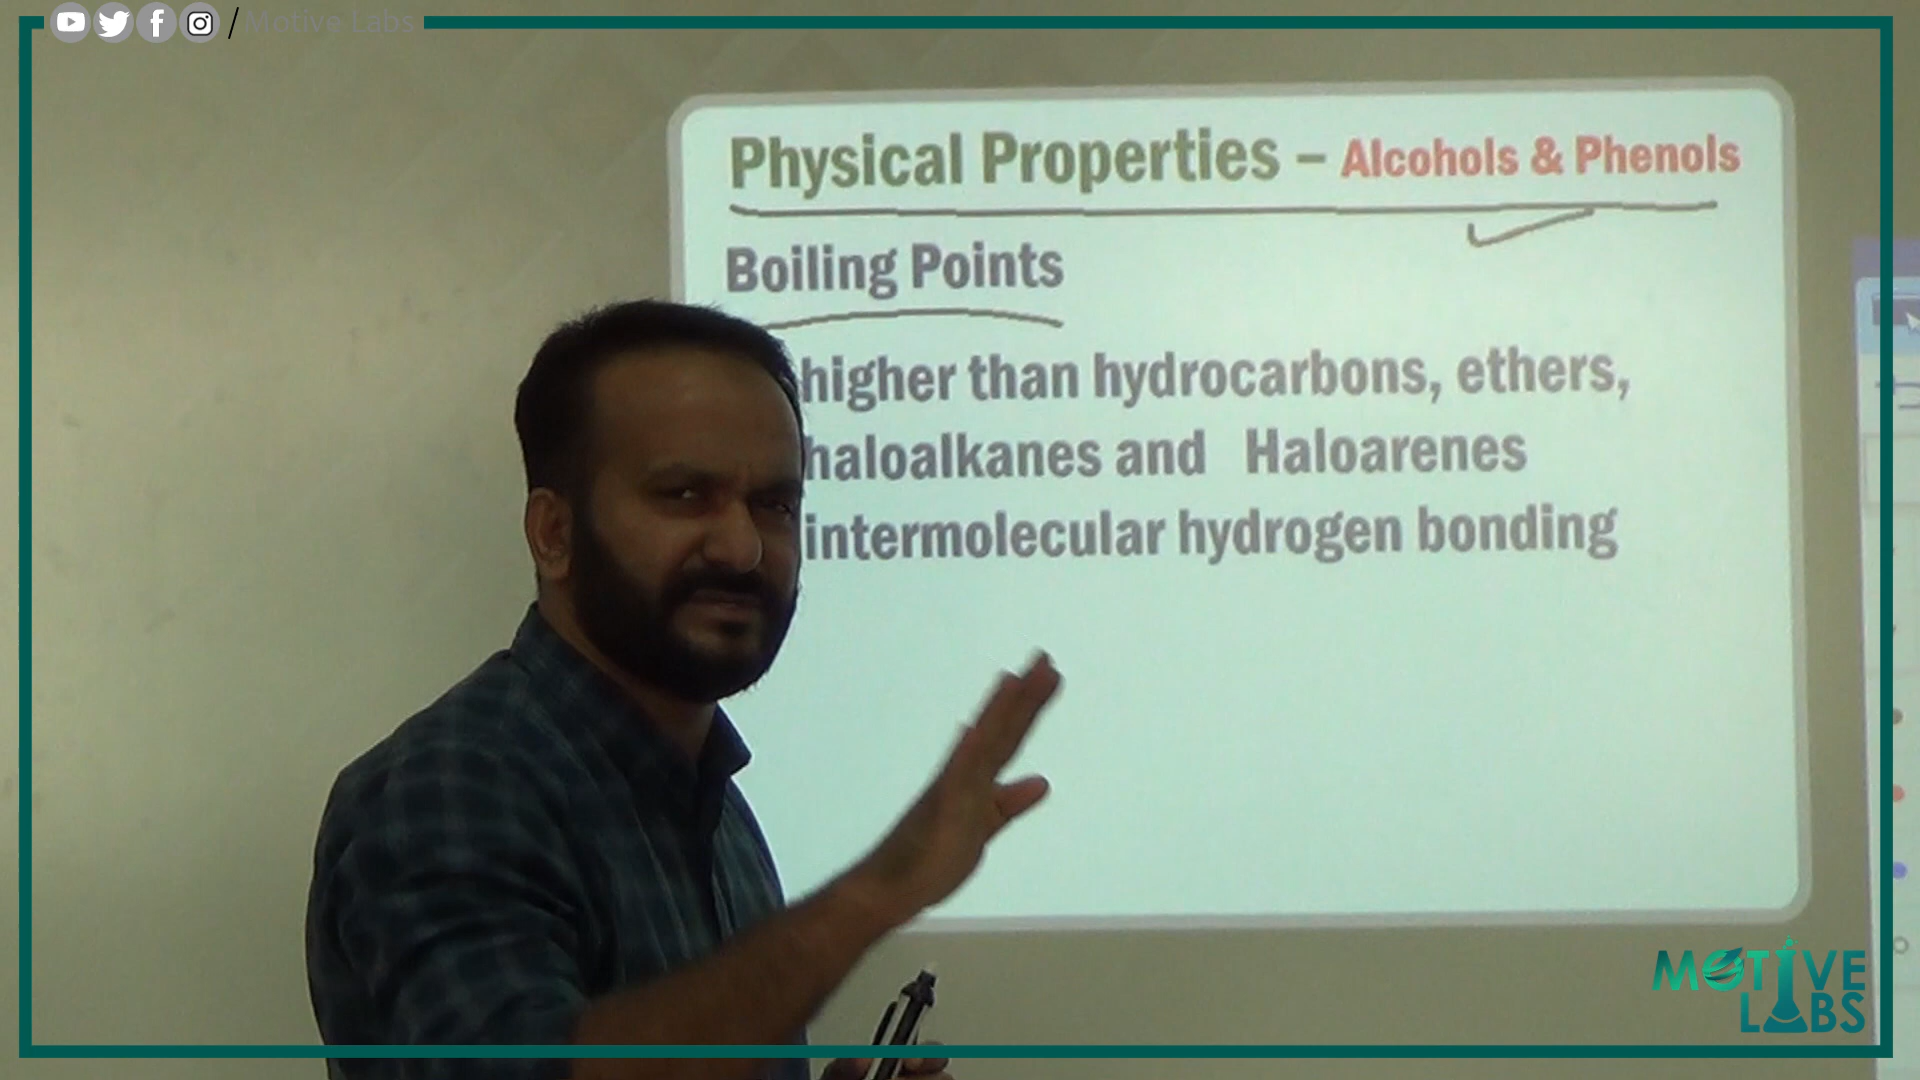 / Motive Labs
Physical Properties – Alcohols & Phenols
Boiling Points
higher than hydrocarbons, ethers,
haloalkanes and Haloarenes
intermolecular hydrogen bonding
MOTIVE
LABS